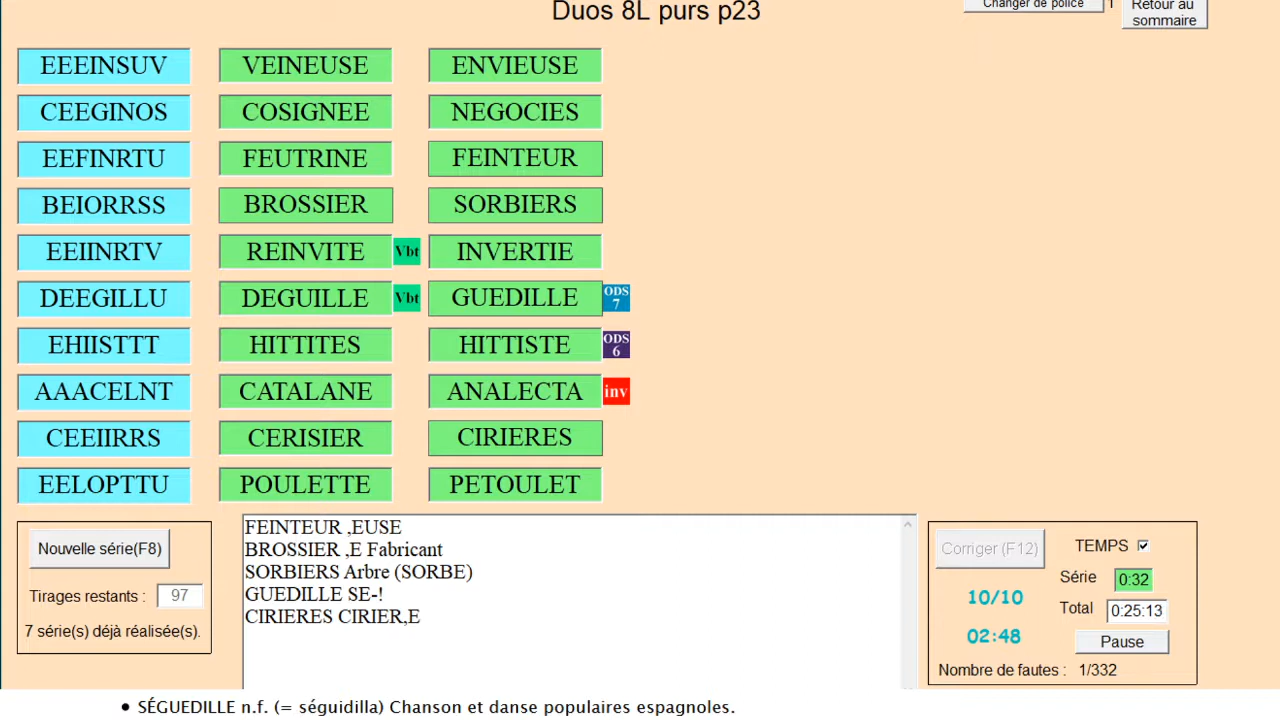 Duos 8L purs p23
Changer de police
1
Retour au
sommaire
EEEINSUV VEINEUSE ENVIEUSE
CEEGINOS COSIGNEE NEGOCIES
EEFINRTU FEUTRINE FEINTEUR
BEIORRSS BROSSIER SORBIERS
EEIINRTV REINVITE Vbt INVERTIE
DEEGILLU DEGUILLE Vbt GUEDILLE ODS 7
EHIISTTT HITTITES HITTISTE ODS 6
AAACELNT CATALANE ANALECTA inv
CEEIIRRS CERISIER CIRIERES
EELOPTTU POULETTE PETOULET
Nouvelle série(F8)
Tirages restants : 97
7 série(s) déjà réalisée(s).
FEINTEUR ,EUSE
BROSSIER ,E Fabricant
SORBIERS Arbre (SORBE)
GUEDILLE SE-!
CIRIERES CIRIER,E
Corriger (F12)
TEMPS
Série 0:32
10/10
Total 0:25:13
02:48
Pause
Nombre de fautes : 1/332
• SÉGUEDILLE n.f. (= séguidilla) Chanson et danse populaires espagnoles.